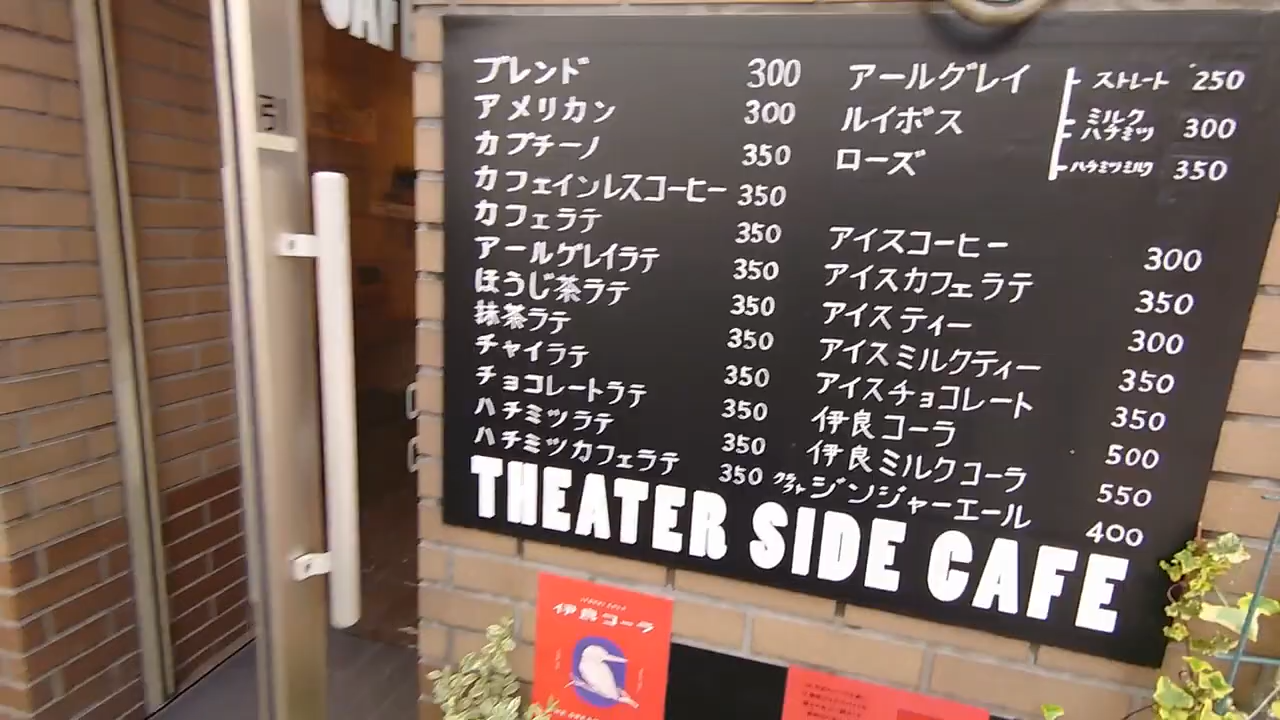 CAFE
引
ブレンド 300
アメリカン 300
カプチーノ 350
カフェインレスコーヒー 350
カフェラテ 350
アールグレイラテ 350
ほうじ茶ラテ 350
抹茶ラテ 350
チャイラテ 350
チョコレートラテ 350
ハチミツラテ 350
ハチミツカフェラテ 350
アールグレイ
ルイボス
ローズ
ストレート 250
ミルク
ハチミツ 300
ハチミツミルク 350
アイスコーヒー 300
アイスカフェラテ 350
アイスティー 300
アイスミルクティー 350
アイスチョコレート 350
伊良コーラ 500
伊良ミルクコーラ 550
クラフト ジンジャーエール 400
THEATER SIDE CAFE
伊良コーラ